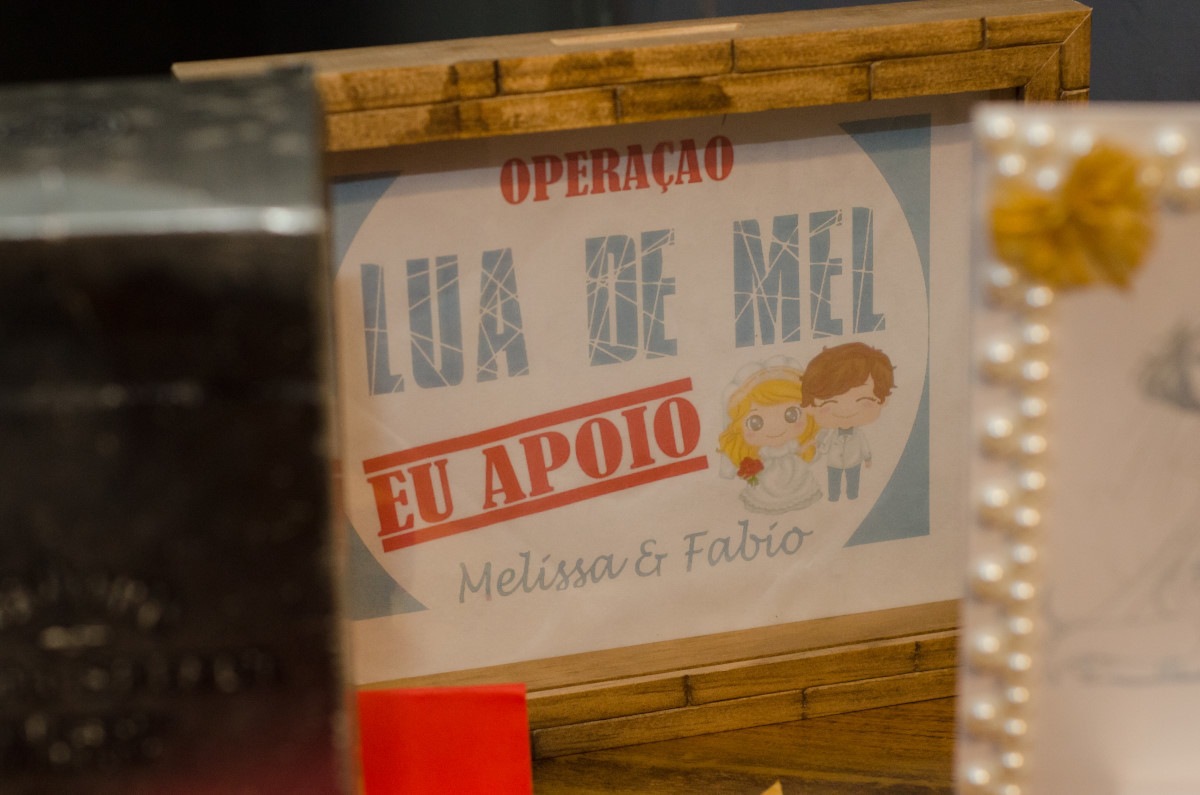 OPERAÇAO
LUA DE MEL
EU APOIO
Melissa & Fabio